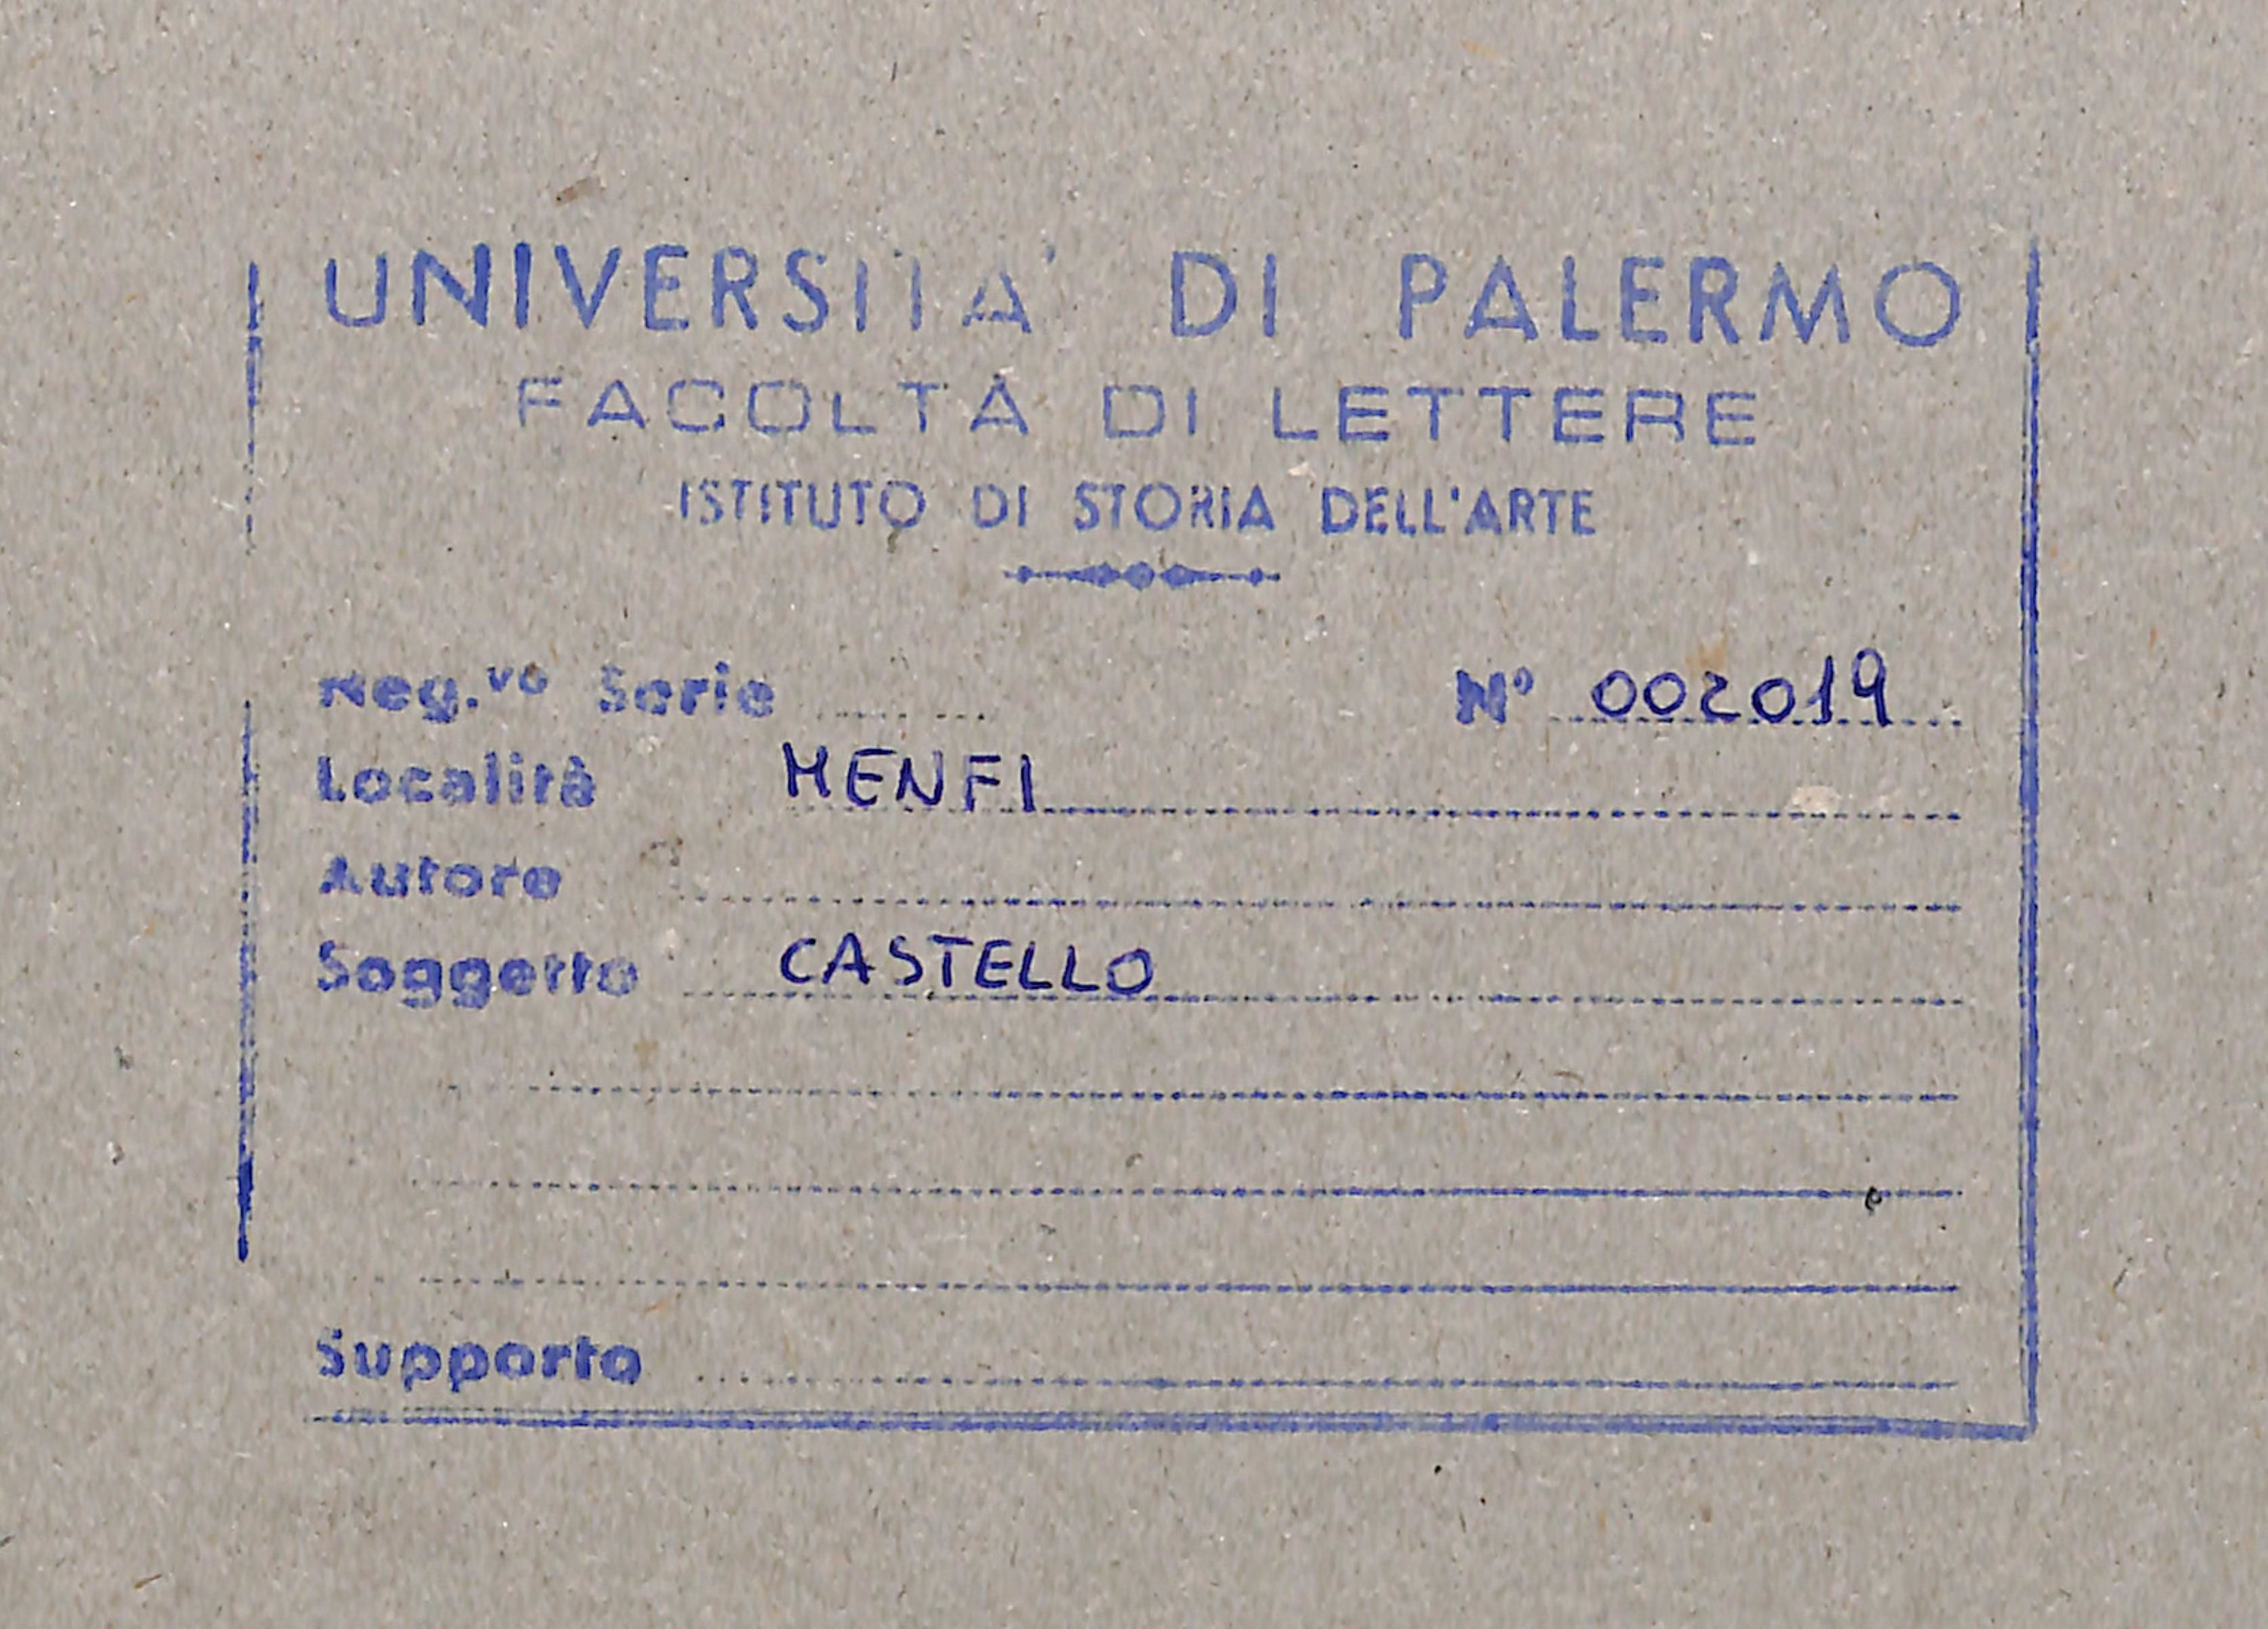 UNIVERSITA' DI PALERMO
FACOLTÀ DI LETTERE
ISTITUTO DI STORIA DELL'ARTE
Neg.vo Serie N° 002019
Località MENFI
Autore
Soggetto CASTELLO
Supporto